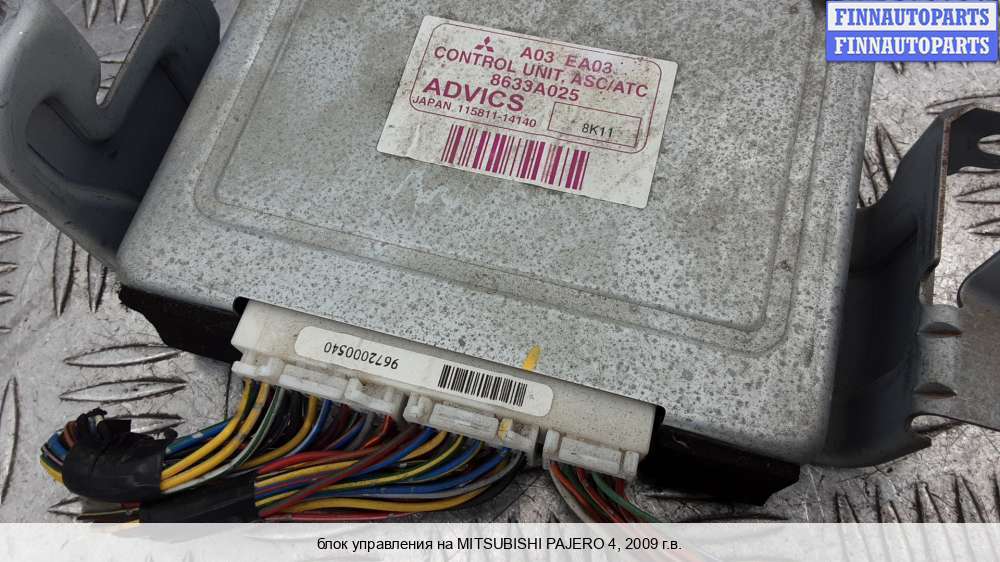 FINNAUTOPARTS
FINNAUTOPARTS
A03 EA03
CONTROL UNIT, ASC/ATC
8633A025
ADVICS
JAPAN 115811-14140
8K11
9672000540
блок управления на MITSUBISHI PAJERO 4, 2009 г.в.